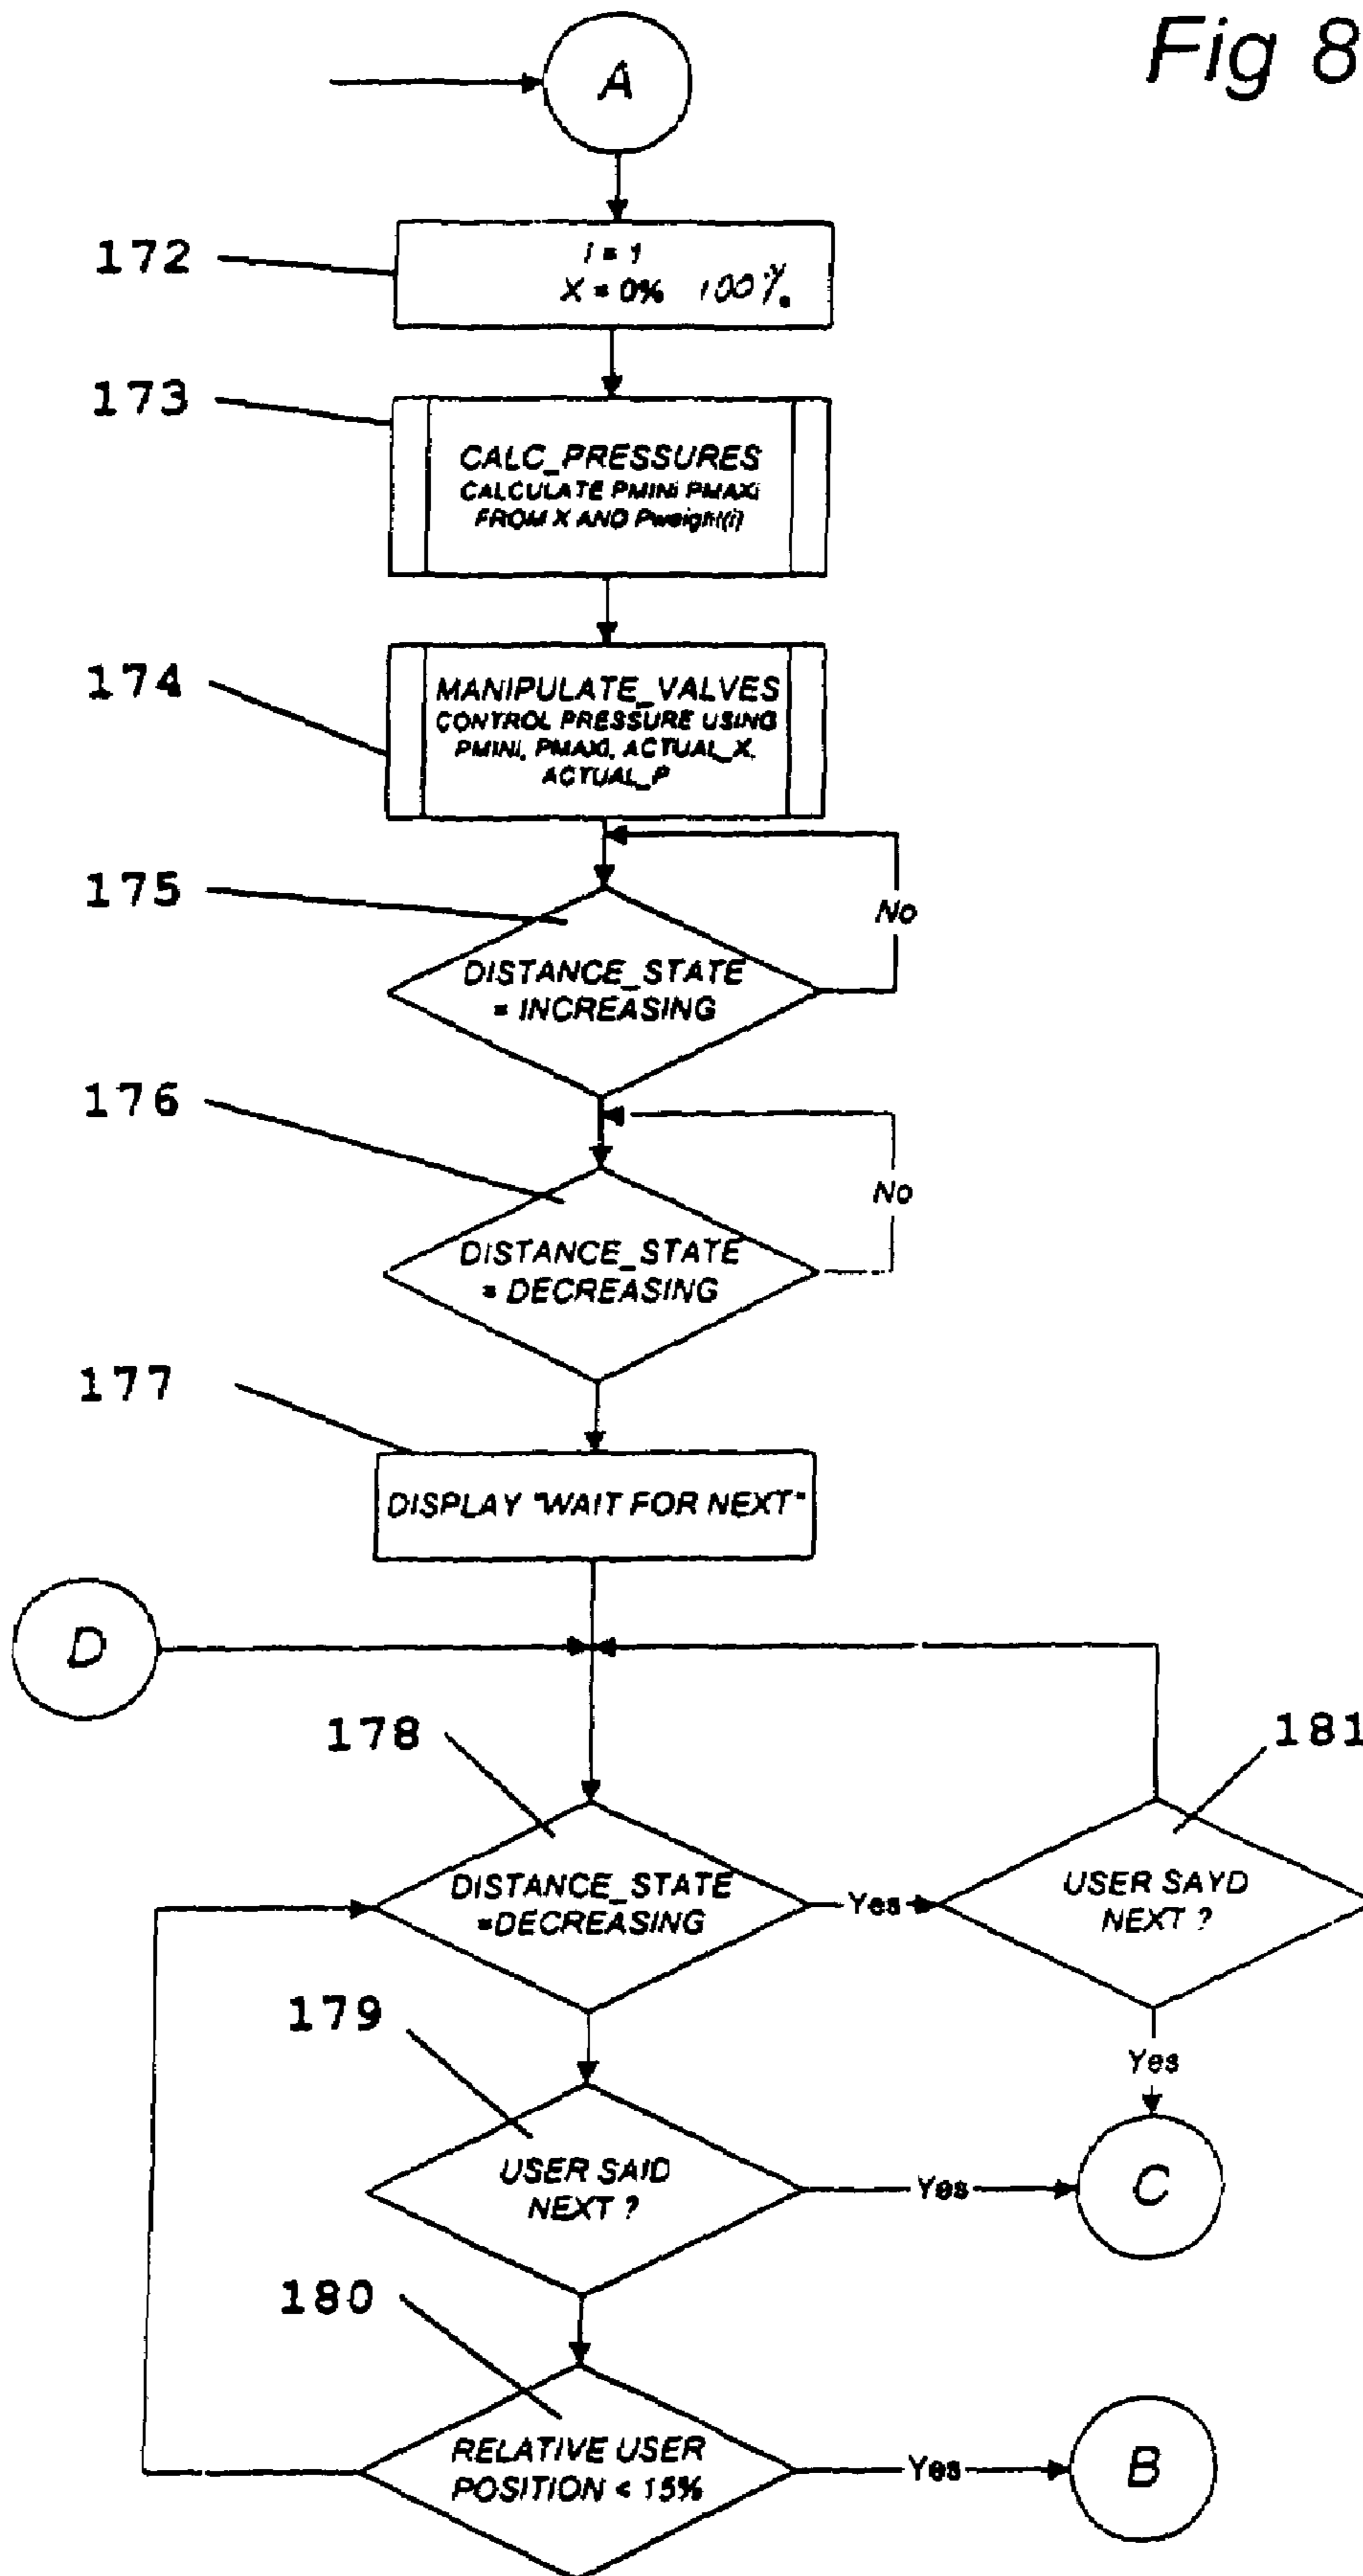 Fig 8
A
172
i = 1
X = 0% 100%
173
CALC_PRESSURES
CALCULATE PMINi PMAXi
FROM X AND Pweight(i)
174
MANIPULATE_VALVES
CONTROL PRESSURE USING
PMINi, PMAXi, ACTUAL_X,
ACTUAL_P
175
No
DISTANCE_STATE
= INCREASING
176
No
DISTANCE_STATE
= DECREASING
177
DISPLAY "WAIT FOR NEXT"
D
178
181
DISTANCE_STATE
=DECREASING
Yes
USER SAYD
NEXT ?
179
Yes
USER SAID
NEXT ?
Yes
C
180
RELATIVE USER
POSITION < 15%
Yes
B